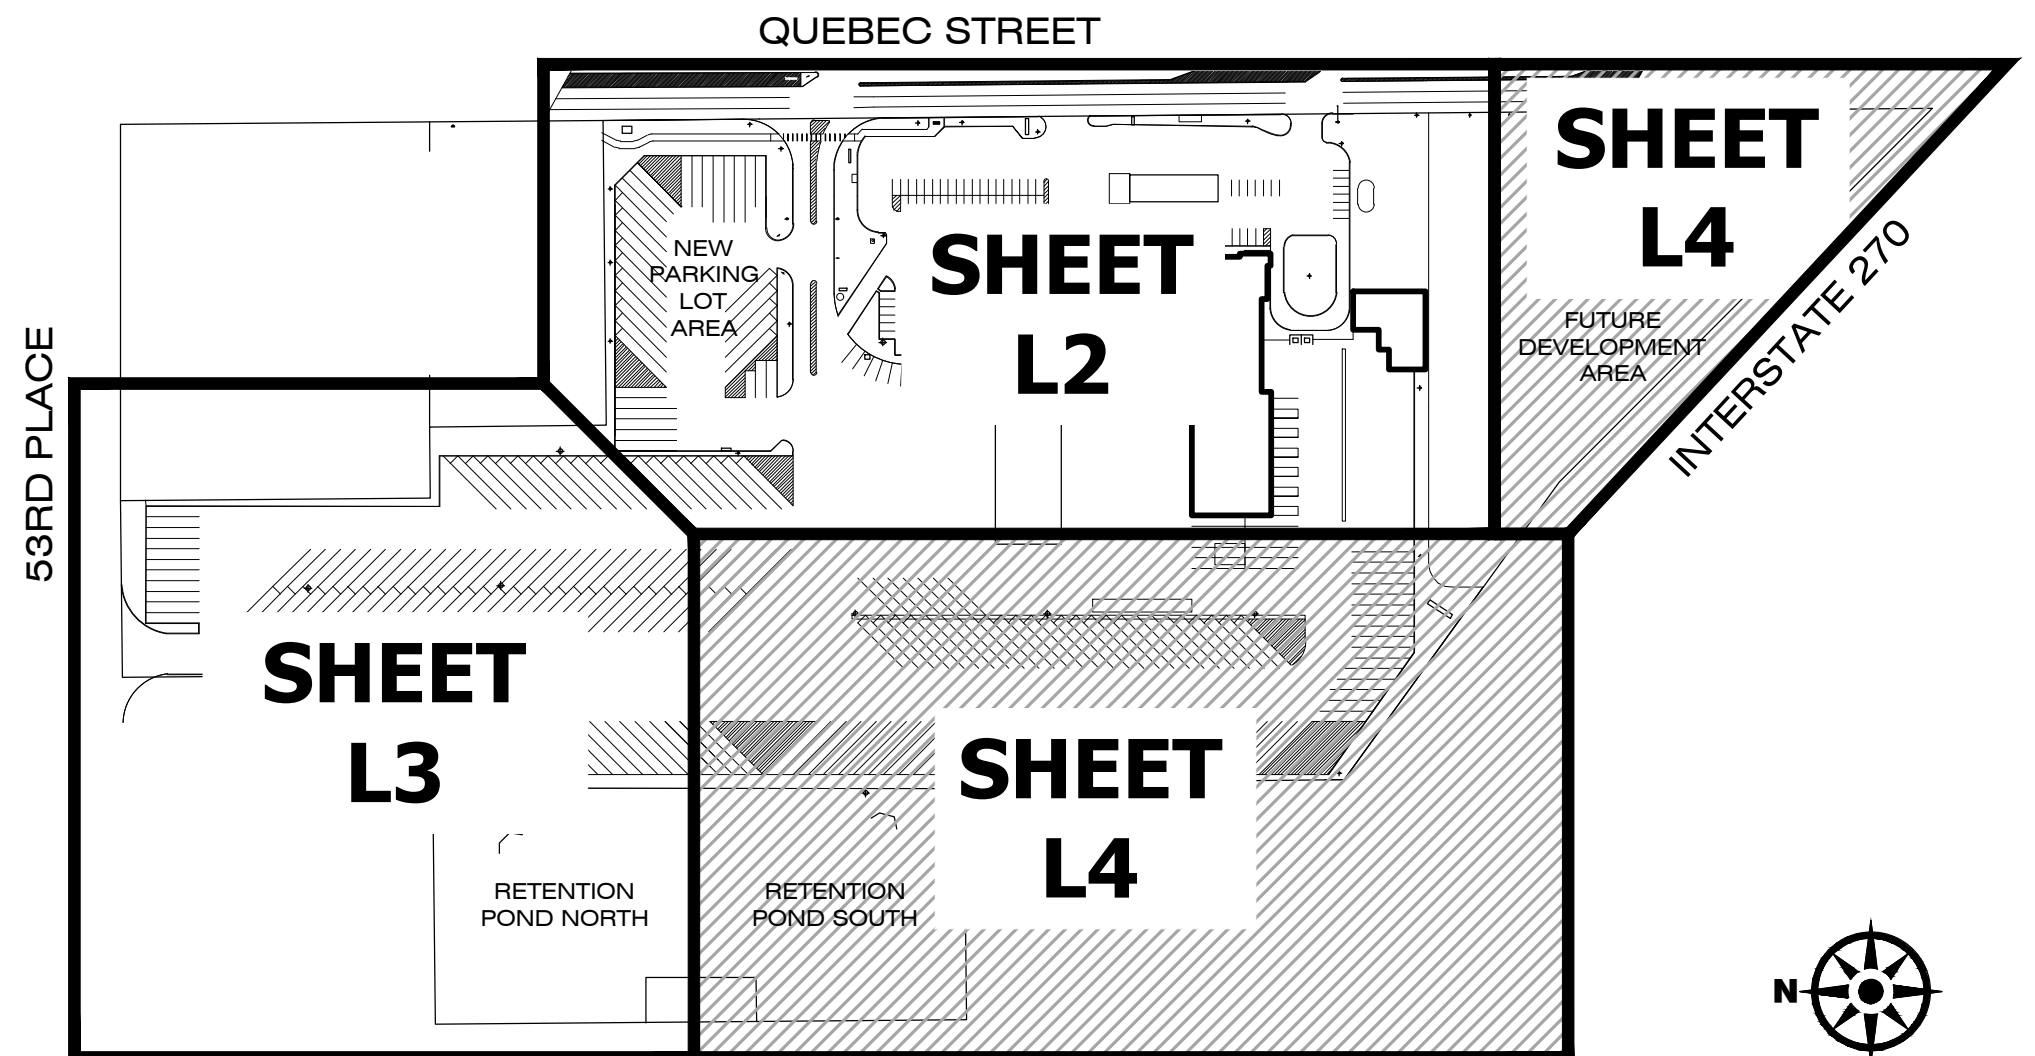 QUEBEC STREET
SHEET
L4
NEW
PARKING
LOT
AREA
SHEET
L2
INTERSTATE 270
FUTURE
DEVELOPMENT
AREA
53RD PLACE
SHEET
L3
SHEET
L4
RETENTION
POND NORTH
RETENTION
POND SOUTH
N